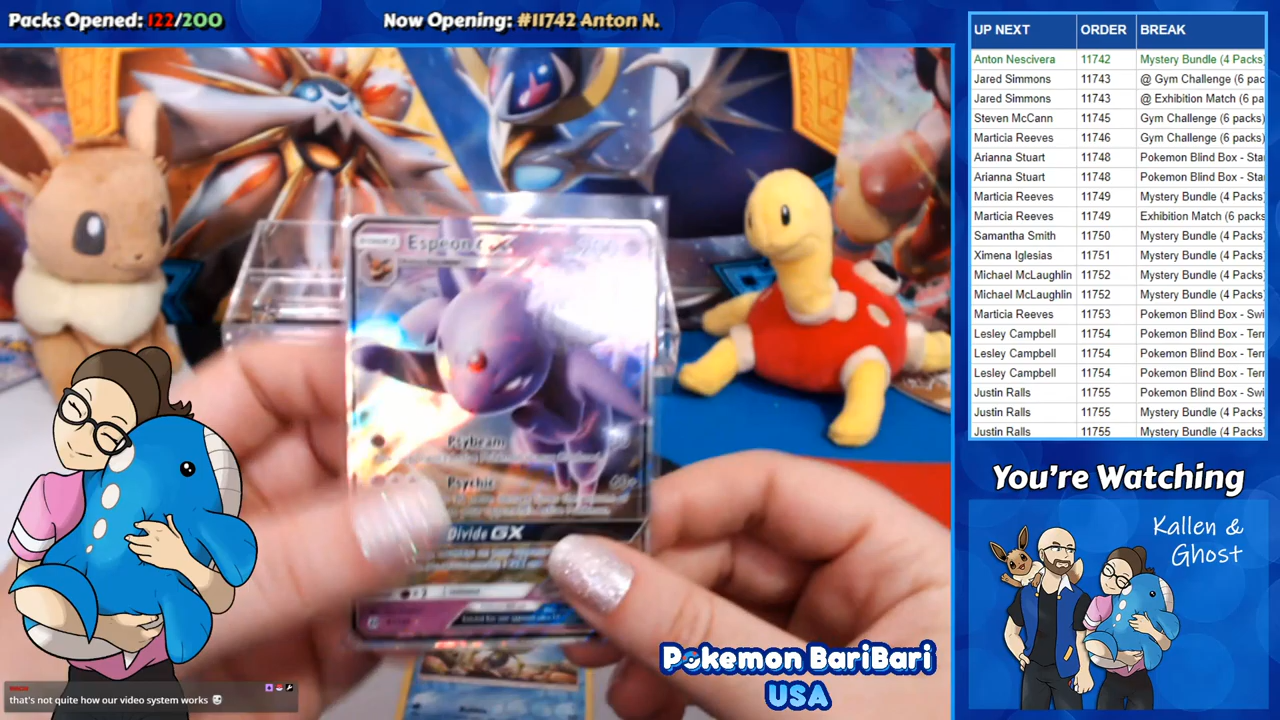 Packs Opened: 122/200
Now Opening: #11742 Anton N.
UP NEXT ORDER BREAK
Anton Nescivera 11742 Mystery Bundle (4 Packs)
Jared Simmons 11743 @ Gym Challenge (6 pac
Jared Simmons 11743 @ Exhibition Match (6 pa
Steven McCann 11745 Gym Challenge (6 packs)
Marticia Reeves 11746 Gym Challenge (6 packs)
Arianna Stuart 11748 Pokemon Blind Box - Sta
Arianna Stuart 11748 Pokemon Blind Box - Sta
Marticia Reeves 11749 Mystery Bundle (4 Packs)
Marticia Reeves 11749 Exhibition Match (6 packs
Samantha Smith 11750 Mystery Bundle (4 Packs)
Ximena Iglesias 11751 Mystery Bundle (4 Packs)
Michael McLaughlin 11752 Mystery Bundle (4 Packs)
Michael McLaughlin 11752 Mystery Bundle (4 Packs)
Marticia Reeves 11753 Pokemon Blind Box - Swi
Lesley Campbell 11754 Pokemon Blind Box - Terr
Lesley Campbell 11754 Pokemon Blind Box - Terr
Lesley Campbell 11754 Pokemon Blind Box - Terr
Justin Ralls 11755 Pokemon Blind Box - Swi
Justin Ralls 11755 Mystery Bundle (4 Packs)
Justin Ralls 11755 Mystery Bundle (4 Packs)
Espeon
Psybeam
Psychic
Divide GX
You're Watching
Kallen &
Ghost
Pokemon BariBari
USA
that's not quite how our video system works